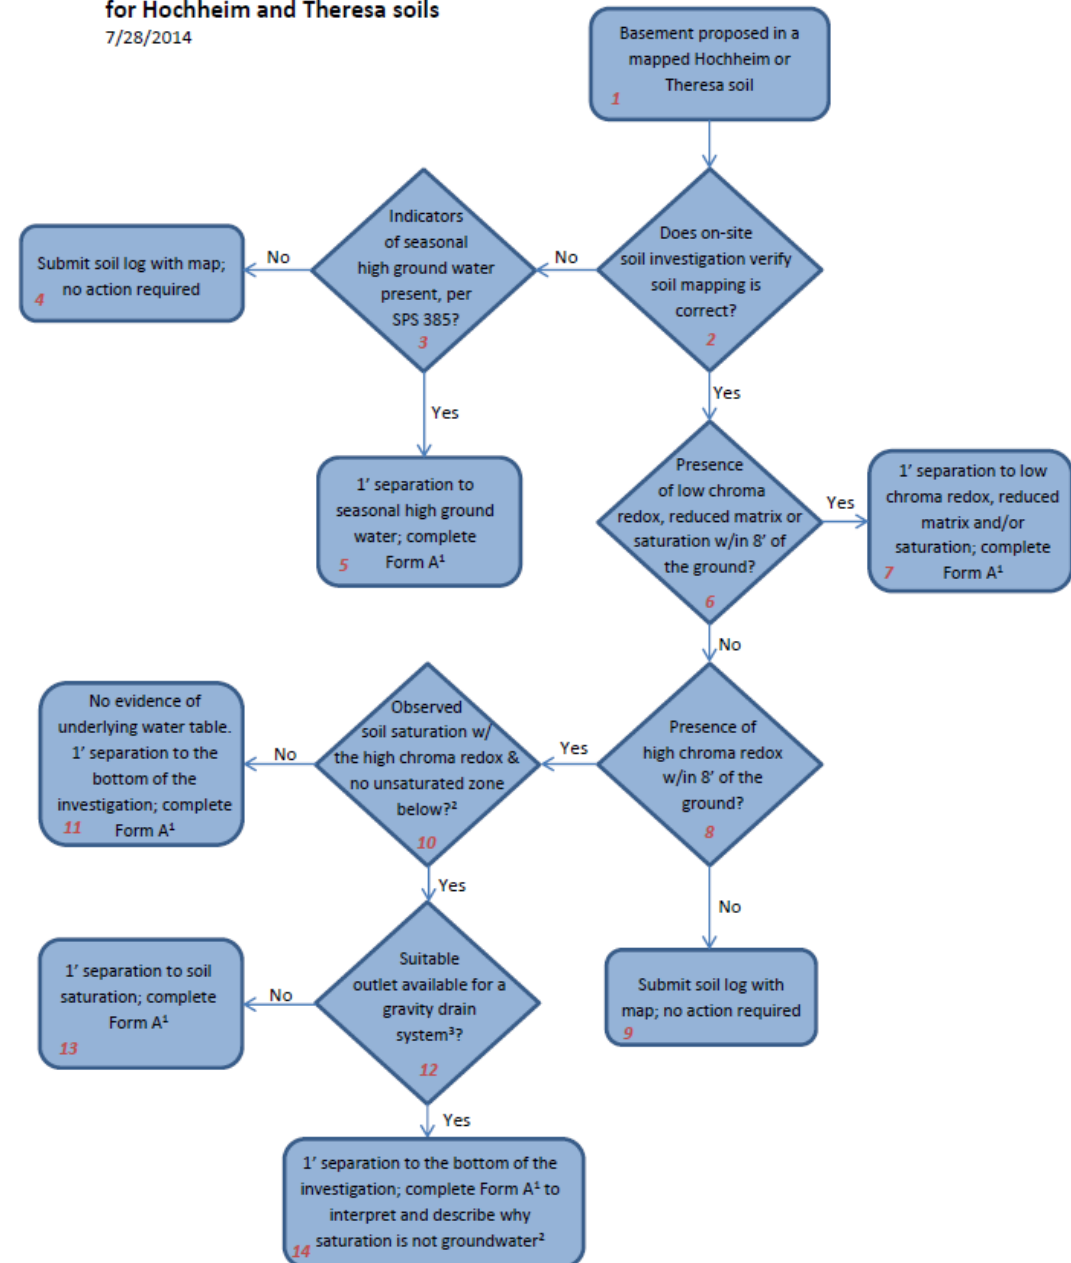 for Hochheim and Theresa soils
7/28/2014
Basement proposed in a
mapped Hochheim or
Theresa soil
1
Does on-site
soil investigation verify
soil mapping is
correct?
2
No
Yes
Indicators
of seasonal
high ground water
present, per
SPS 385?
3
No
Yes
Submit soil log with map;
no action required
4
1’ separation to
seasonal high ground
water; complete
Form A¹
5
Presence
of low chroma
redox, reduced matrix or
saturation w/in 8’ of
the ground?
6
Yes
No
1’ separation to low
chroma redox, reduced
matrix and/or
saturation; complete
Form A¹
7
Presence of
high chroma redox
w/in 8’ of the
ground?
8
Yes
No
Submit soil log with
map; no action required
9
Observed
soil saturation w/
the high chroma redox &
no unsaturated zone
below?²
10
No
Yes
No evidence of
underlying water table.
1’ separation to the
bottom of the
investigation; complete
Form A¹
11
Suitable
outlet available for a
gravity drain
system³?
12
No
Yes
1’ separation to soil
saturation; complete
Form A¹
13
1’ separation to the bottom of the
investigation; complete Form A¹ to
interpret and describe why
saturation is not groundwater²
14